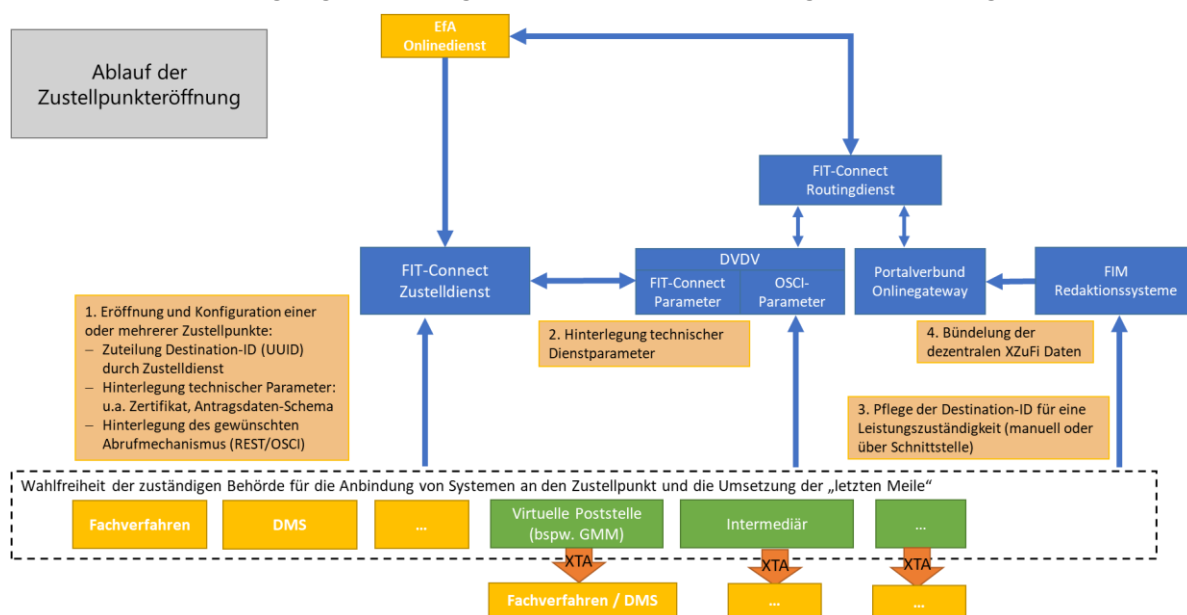 EfA
Onlinedienst
Ablauf der
Zustellpunkteröffnung
FIT-Connect
Routingdienst
FIT-Connect
Zustelldienst
DVDV
FIT-Connect
Parameter
OSCI-
Parameter
Portalverbund
Onlinegateway
FIM
Redaktionssysteme
1. Eröffnung und Konfiguration einer
oder mehrerer Zustellpunkte:
– Zuteilung Destination-ID (UUID)
durch Zustelldienst
– Hinterlegung technischer Parameter:
u.a. Zertifikat, Antragsdaten-Schema
– Hinterlegung des gewünschten
Abrufmechanismus (REST/OSCI)
2. Hinterlegung technischer
Dienstparameter
4. Bündelung der
dezentralen XZuFi Daten
3. Pflege der Destination-ID für eine
Leistungszuständigkeit (manuell oder
über Schnittstelle)
Wahlfreiheit der zuständigen Behörde für die Anbindung von Systemen an den Zustellpunkt und die Umsetzung der „letzten Meile“
Fachverfahren
DMS
...
Virtuelle Poststelle
(bspw. GMM)
Intermediär
...
XTA
XTA
XTA
Fachverfahren / DMS
...
...